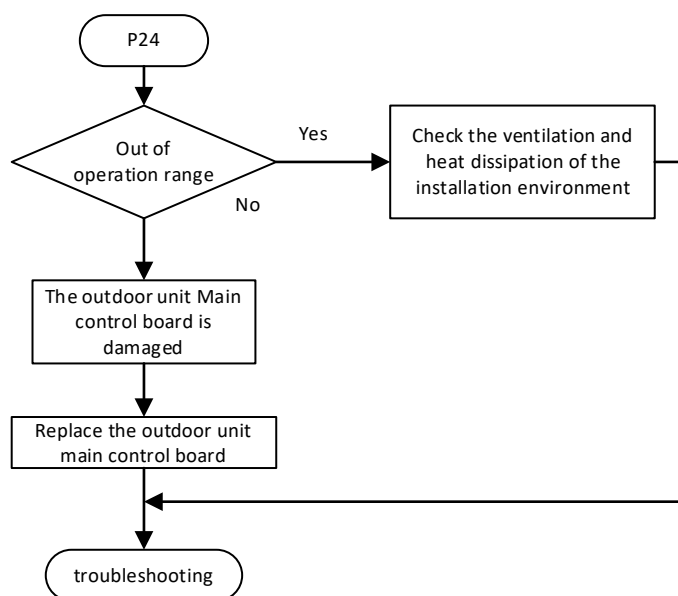 P24
Out of
operation range
Yes
Check the ventilation and
heat dissipation of the
installation environment
No
The outdoor unit Main
control board is
damaged
Replace the outdoor unit
main control board
troubleshooting